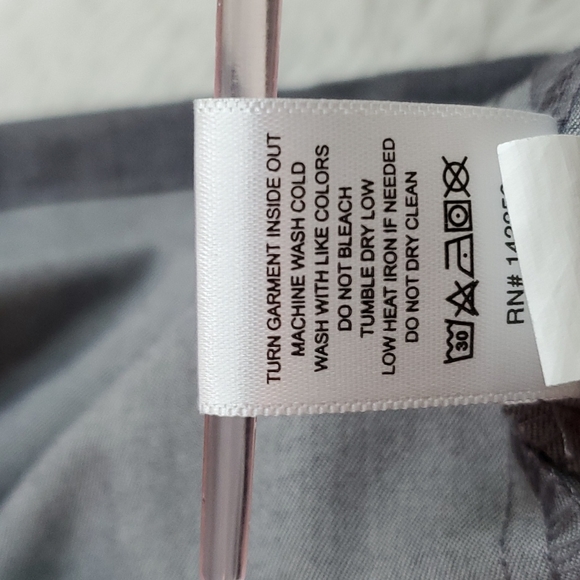 TURN GARMENT INSIDE OUT
MACHINE WASH COLD
WASH WITH LIKE COLORS
DO NOT BLEACH
TUMBLE DRY LOW
LOW HEAT IRON IF NEEDED
DO NOT DRY CLEAN
30
RN#